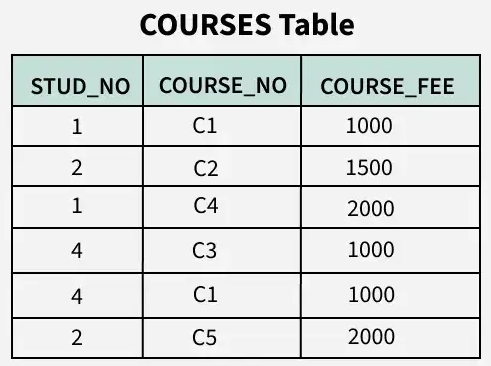 COURSES Table
STUD_NO COURSE_NO COURSE_FEE
1 C1 1000
2 C2 1500
1 C4 2000
4 C3 1000
4 C1 1000
2 C5 2000